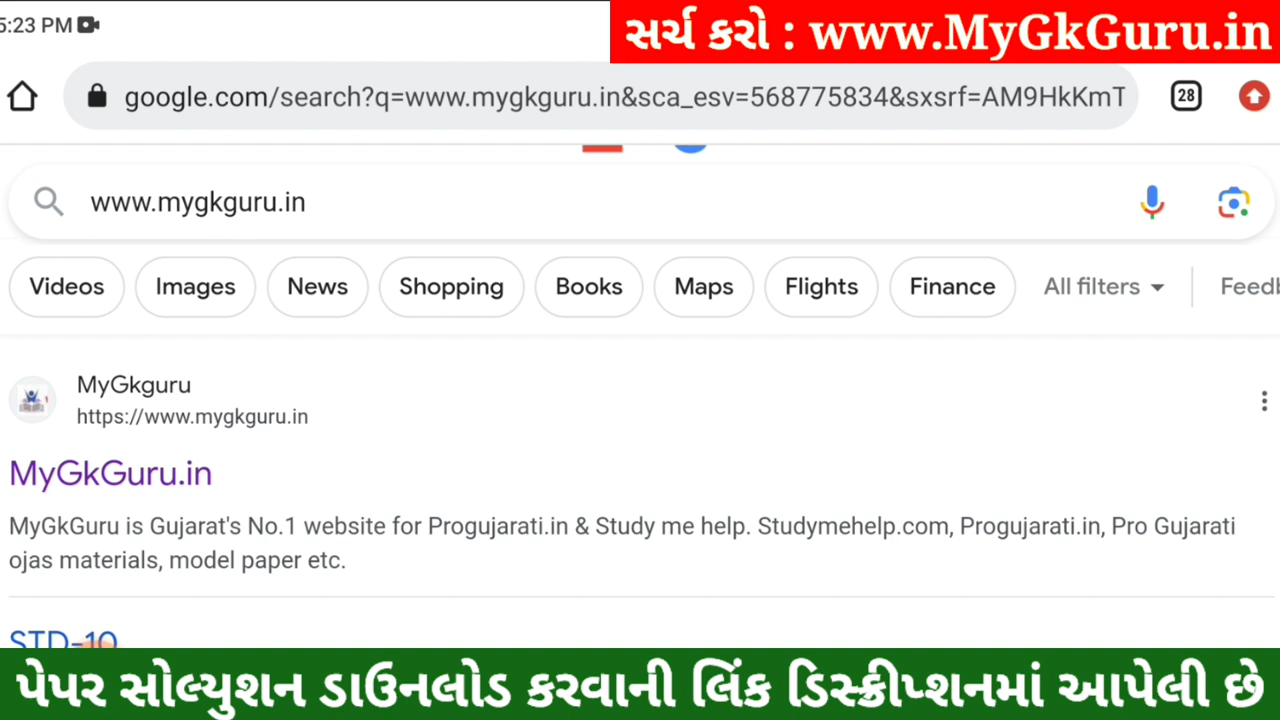 5:23 PM
સર્ચ કરો : www.MyGkGuru.in
google.com/search?q=www.mygkguru.in&sca_esv=568775834&sxsrf=AM9HkKmT
28
www.mygkguru.in
Videos Images News Shopping Books Maps Flights Finance All filters Feedb
MyGkguru
https://www.mygkguru.in
MyGkGuru.in
MyGkGuru is Gujarat's No.1 website for Progujarati.in & Study me help. Studymehelp.com, Progujarati.in, Pro Gujarati
ojas materials, model paper etc.
STD-10
પેપર સોલ્યુશન ડાઉનલોડ કરવાની લિંક ડિસ્ક્રીપ્શનમાં આપેલી છે